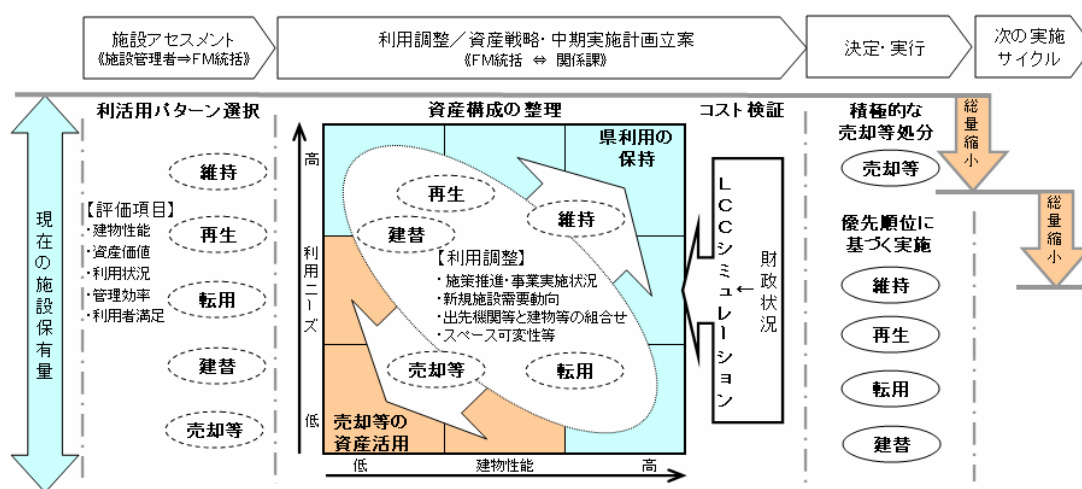 施設アセスメント
《施設管理者⇒FM統括》
利用調整／資産戦略・中期実施計画立案
《FM統括 ⇔ 関係課》
決定・実行
次の実施
サイクル
現在の施設保有量
利活用パターン選択
維持
【評価項目】
・建物性能
・資産価値
・利用状況
・管理効率
・利用者満足
再生
転用
建替
売却等
資産構成の整理
高
利用ニーズ
低
県利用の
保持
再生
建替
維持
【利用調整】
・施策推進・事業実施状況
・新規施設需要動向
・出先機関等と建物等の組合せ
・スペース可変性等
売却等
転用
売却等の
資産活用
低
建物性能
高
コスト検証
LCCシミュレーション
←
財政状況
積極的な
売却等処分
売却等
優先順位に
基づく実施
維持
再生
転用
建替
総量縮小
総量縮小